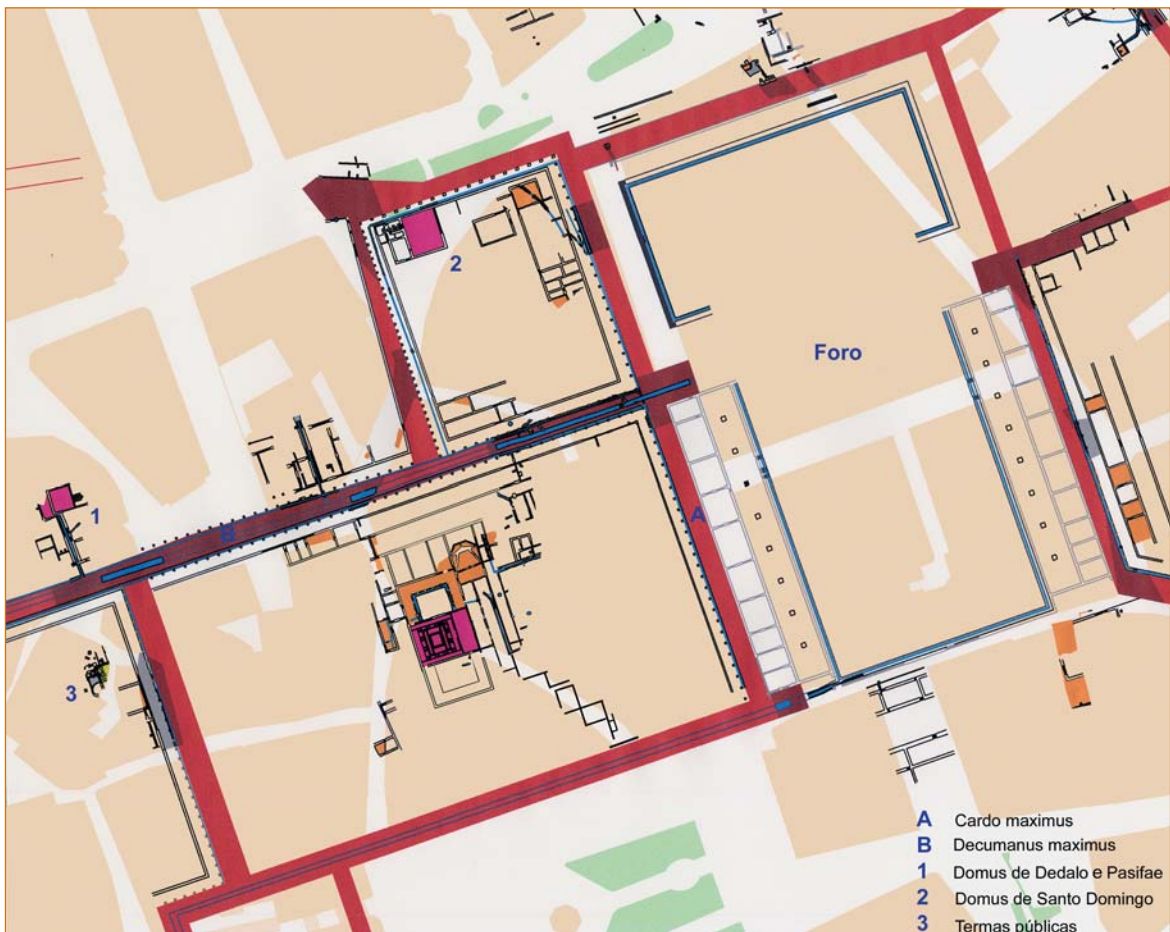 2
Foro
1
B
A
3
A Cardo maximus
B Decumanus maximus
1 Domus de Dedalo e Pasifae
2 Domus de Santo Domingo
3 Termas públicas